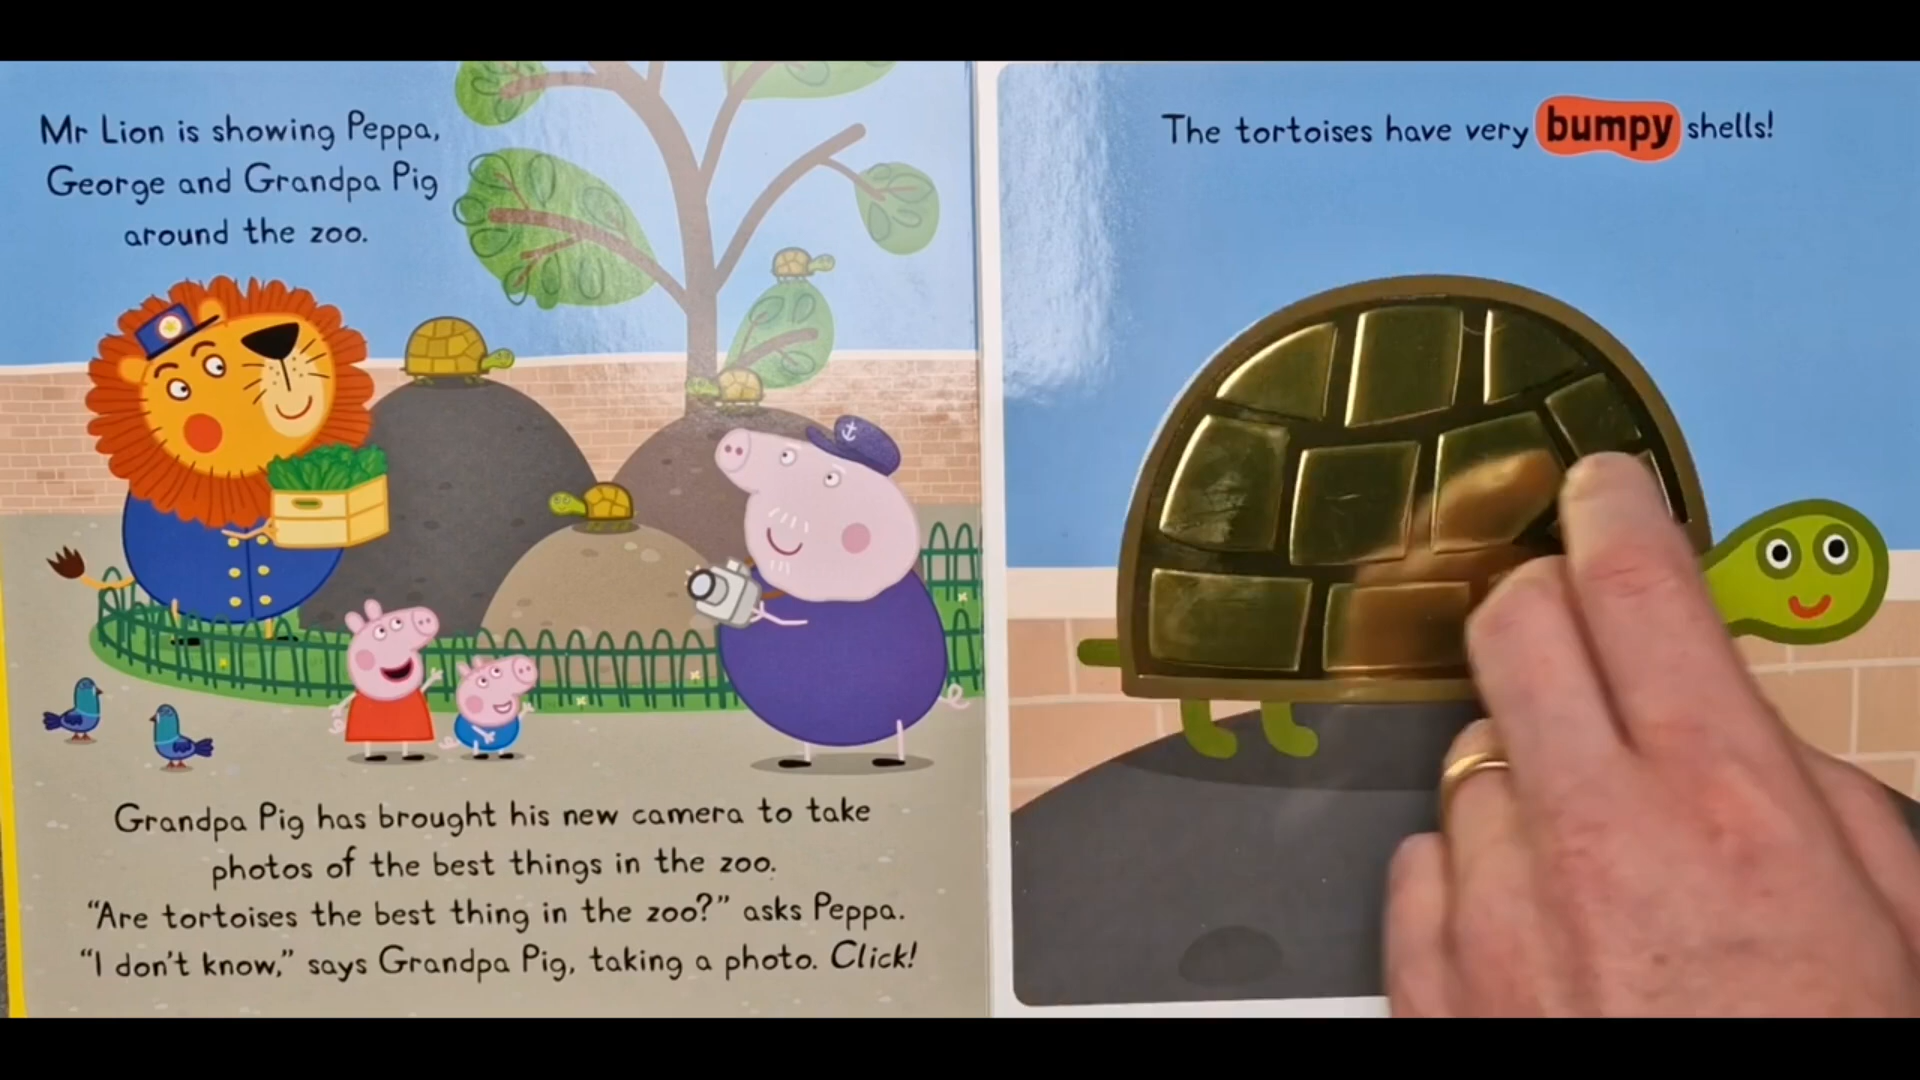 Mr Lion is showing Peppa,
George and Grandpa Pig
around the zoo.
Grandpa Pig has brought his new camera to take
photos of the best things in the zoo.
“Are tortoises the best thing in the zoo?” asks Peppa.
“I don't know,” says Grandpa Pig, taking a photo. Click!
The tortoises have very bumpy shells!